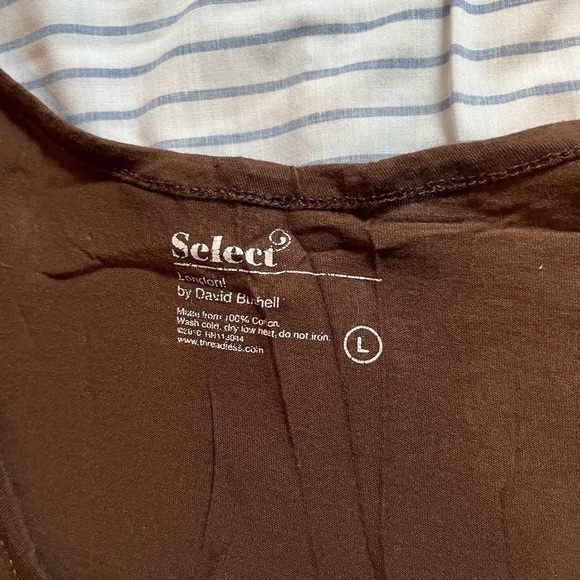 Select
London!
by David
Made from 100% Cotton.
Wash cold, dry low heat, do not iron.
www.threadless.com
L